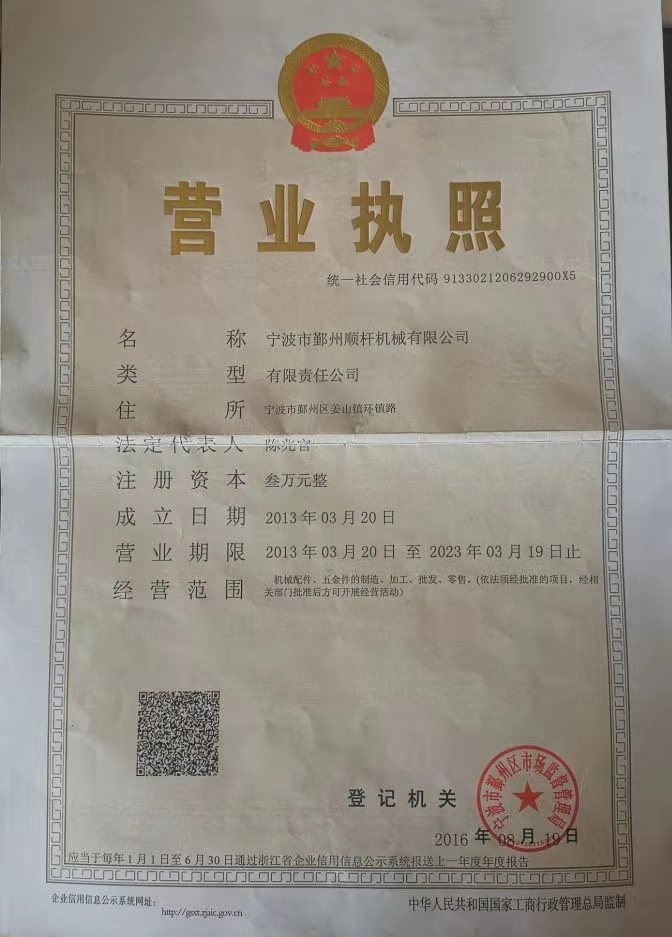 营业执照
统一社会信用代码 9133021206292900X5
名称 宁波市鄞州顺杆机械有限公司
类型 有限责任公司
住所 宁波市鄞州区姜山镇环镇路
法定代表人 陈兆
注册资本 叁万元整
成立日期 2013年03月20日
营业期限 2013年03月20日至2023年03月19日止
经营范围 机械配件、五金件的制造、加工、批发、零售。(依法须经批准的项目，经相
关部门批准后方可开展经营活动)
宁波市鄞州区市场监督管理局
登记机关
2016年08月19日
应当于每年1月1日至6月30日通过浙江省企业信用信息公示系统报送上一年度年度报告
企业信用信息公示系统网址：
http://gsxt.zjaic.gov.cn
中华人民共和国国家工商行政管理总局监制